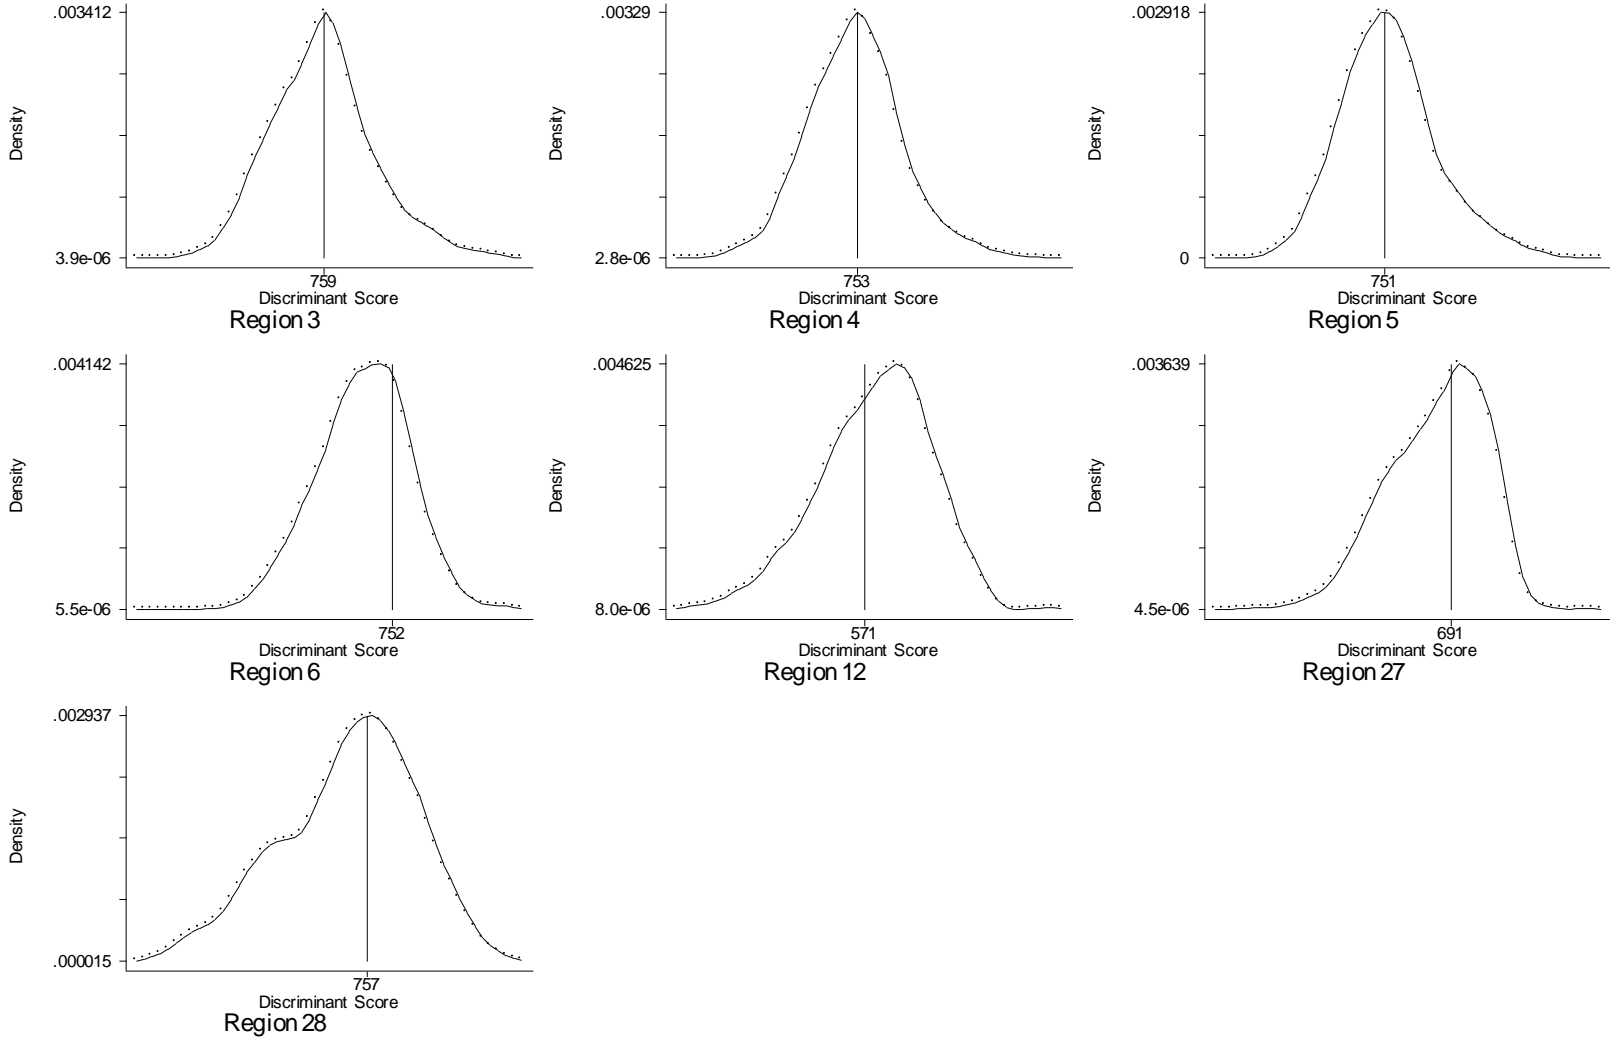 .003412
Density
3.9e-06
759
Discriminant Score
Region 3
.00329
Density
2.8e-06
753
Discriminant Score
Region 4
.002918
Density
0
751
Discriminant Score
Region 5
.004142
Density
5.5e-06
752
Discriminant Score
Region 6
.004625
Density
8.0e-06
571
Discriminant Score
Region 12
.003639
Density
4.5e-06
691
Discriminant Score
Region 27
.002937
Density
.000015
757
Discriminant Score
Region 28